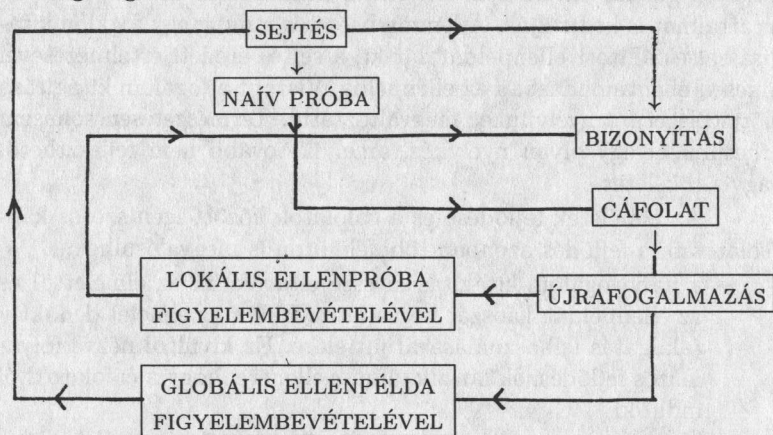 SEJTÉS
NAÍV PRÓBA
BIZONYÍTÁS
CÁFOLAT
LOKÁLIS ELLENPRÓBA
FIGYELEMBEVÉTELÉVEL
ÚJRAFOGALMAZÁS
GLOBÁLIS ELLENPÉLDA
FIGYELEMBEVÉTELÉVEL